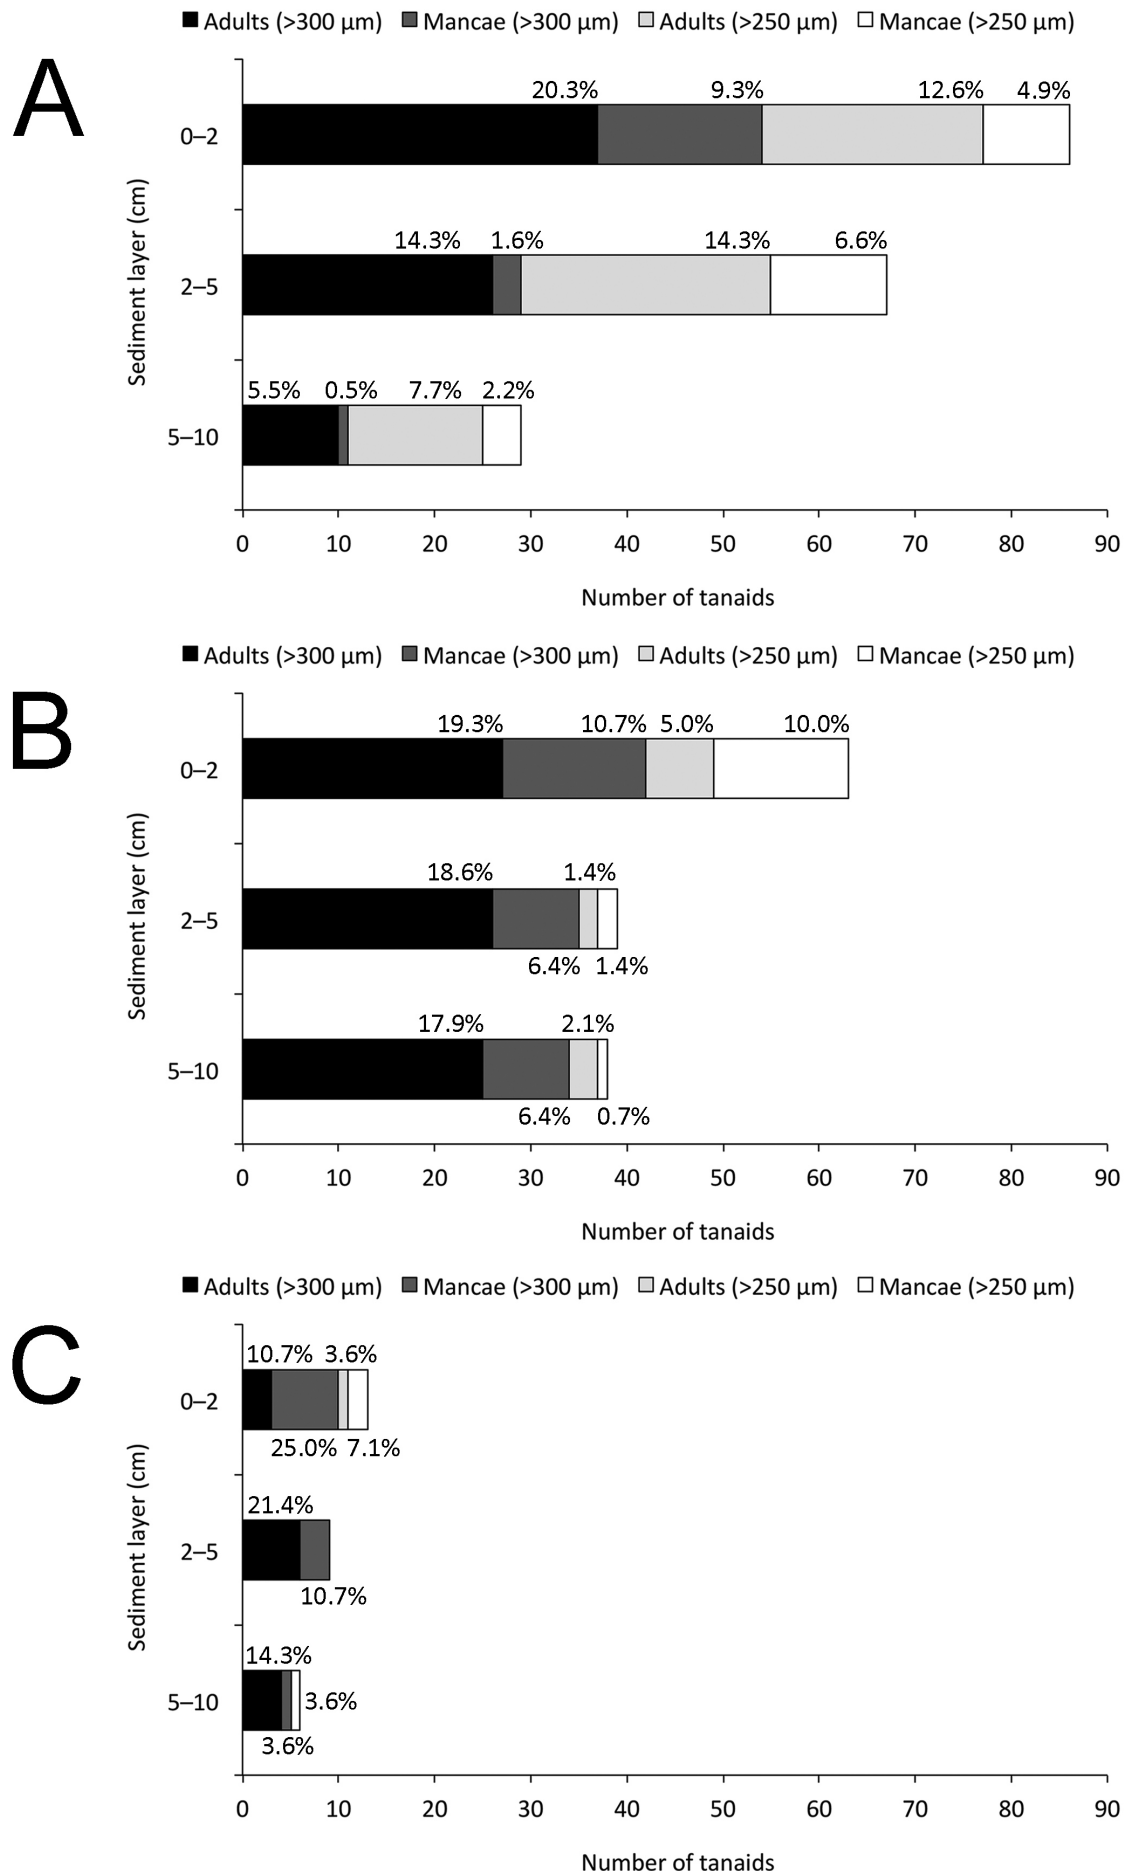 Adults (>300 µm) Mancae (>300 µm) Adults (>250 µm) Mancae (>250 µm)
A
20.3% 9.3% 12.6% 4.9%
0–2
14.3% 1.6% 14.3% 6.6%
2–5
5.5% 0.5% 7.7% 2.2%
5–10
Sediment layer (cm)
0 10 20 30 40 50 60 70 80 90
Number of tanaids
Adults (>300 µm) Mancae (>300 µm) Adults (>250 µm) Mancae (>250 µm)
B
19.3% 10.7% 5.0% 10.0%
0–2
18.6% 1.4%
2–5
6.4% 1.4%
17.9% 2.1%
5–10
6.4% 0.7%
Sediment layer (cm)
0 10 20 30 40 50 60 70 80 90
Number of tanaids
Adults (>300 µm) Mancae (>300 µm) Adults (>250 µm) Mancae (>250 µm)
C
10.7% 3.6%
0–2
25.0% 7.1%
21.4%
2–5
10.7%
14.3%
5–10 3.6%
3.6%
Sediment layer (cm)
0 10 20 30 40 50 60 70 80 90
Number of tanaids